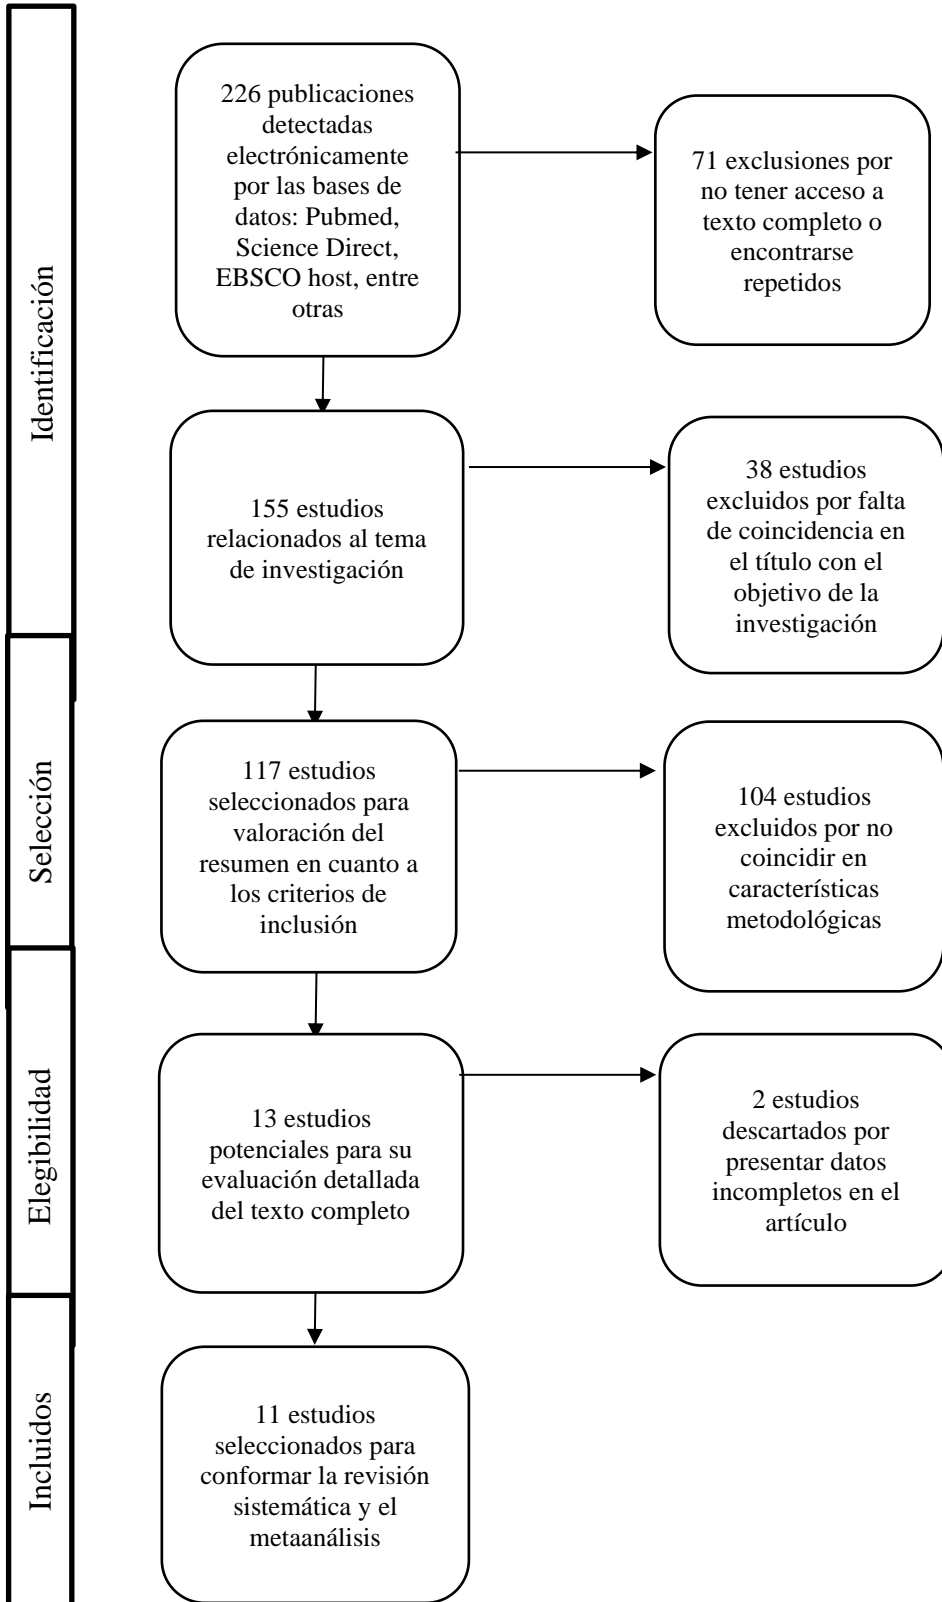 Identificación
226 publicaciones
detectadas
electrónicamente
por las bases de
datos: Pubmed,
Science Direct,
EBSCO host, entre
otras
71 exclusiones por
no tener acceso a
texto completo o
encontrarse
repetidos
155 estudios
relacionados al tema
de investigación
38 estudios
excluidos por falta
de coincidencia en
el título con el
objetivo de la
investigación
Selección
117 estudios
seleccionados para
valoración del
resumen en cuanto a
los criterios de
inclusión
104 estudios
excluidos por no
coincidir en
características
metodológicas
Elegibilidad
13 estudios
potenciales para su
evaluación detallada
del texto completo
2 estudios
descartados por
presentar datos
incompletos en el
artículo
Incluidos
11 estudios
seleccionados para
conformar la revisión
sistemática y el
metaanálisis